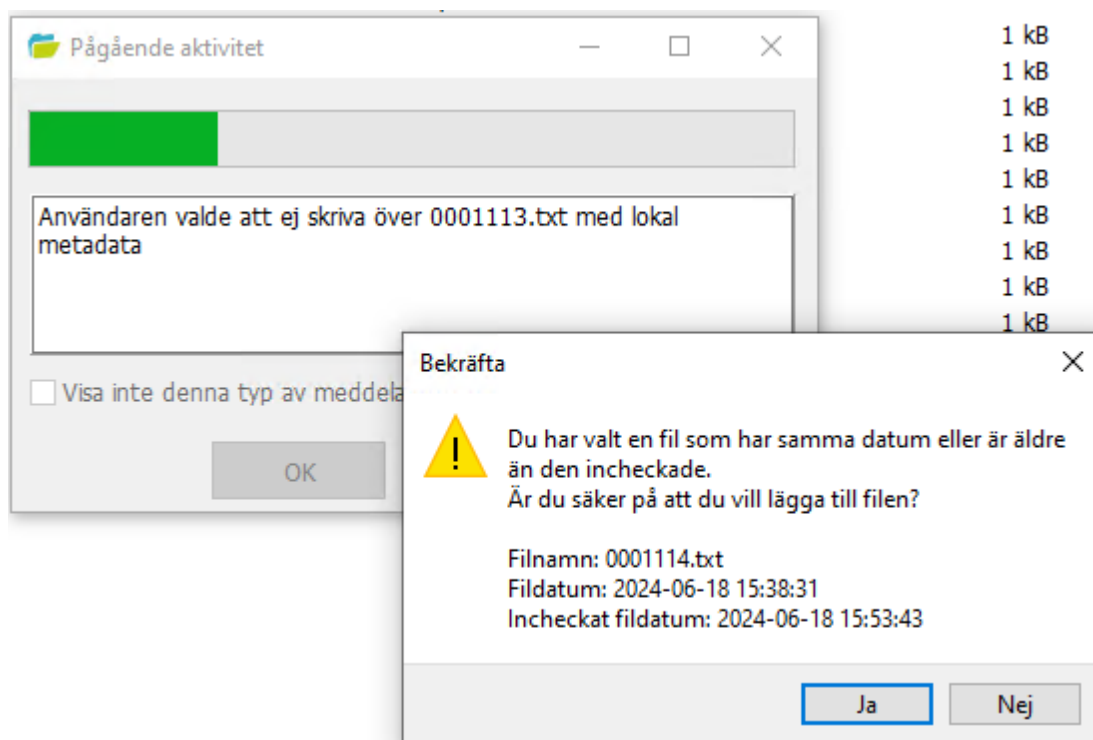 Pågående aktivitet
1 kB
1 kB
1 kB
1 kB
1 kB
1 kB
1 kB
1 kB
1 kB
Användaren valde att ej skriva över 0001113.txt med lokal
metadata
Visa inte denna typ av
OK
Bekräfta
Du har valt en fil som har samma datum eller är äldre
än den incheckade.
Är du säker på att du vill lägga till filen?
Filnamn: 0001114.txt
Fildatum: 2024-06-18 15:38:31
Incheckat fildatum: 2024-06-18 15:53:43
Ja
Nej